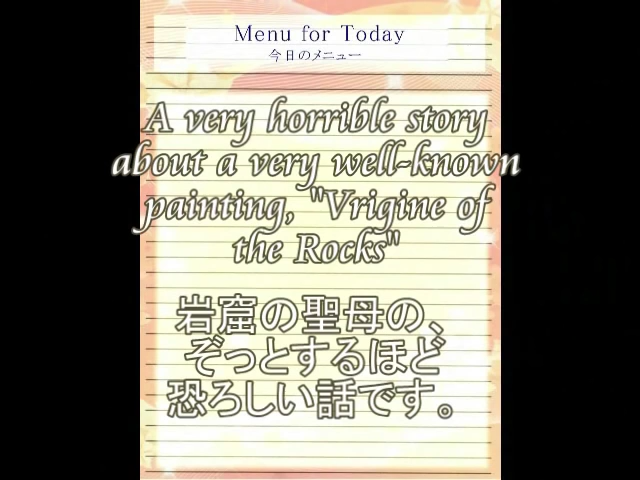 Menu for Today
今日のメニュー
A very horrible story
about a very well-known
painting, "Vrigine of
the Rocks"
岩窟の聖母の、
ぞっとするほど
恐ろしい話です。